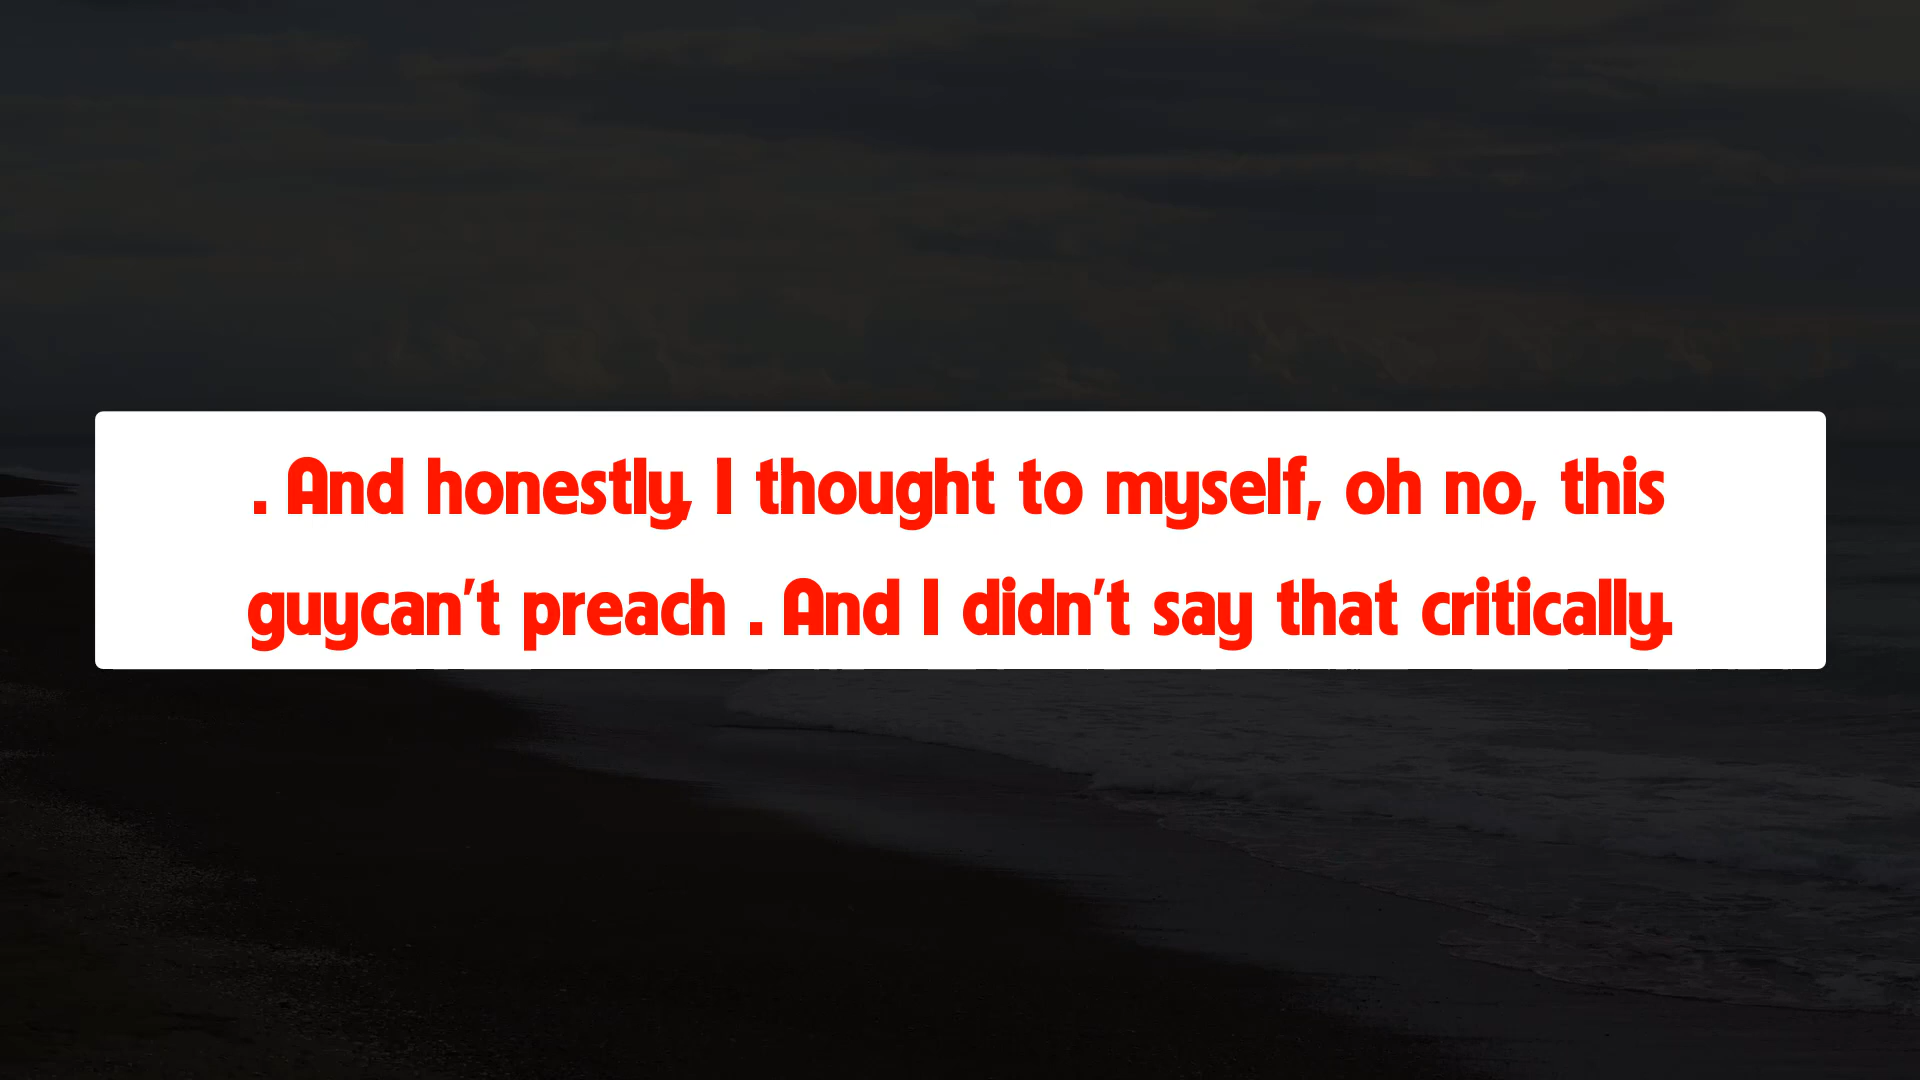 . And honestly, I thought to myself, oh no, this
guycan't preach . And I didn't say that critically.